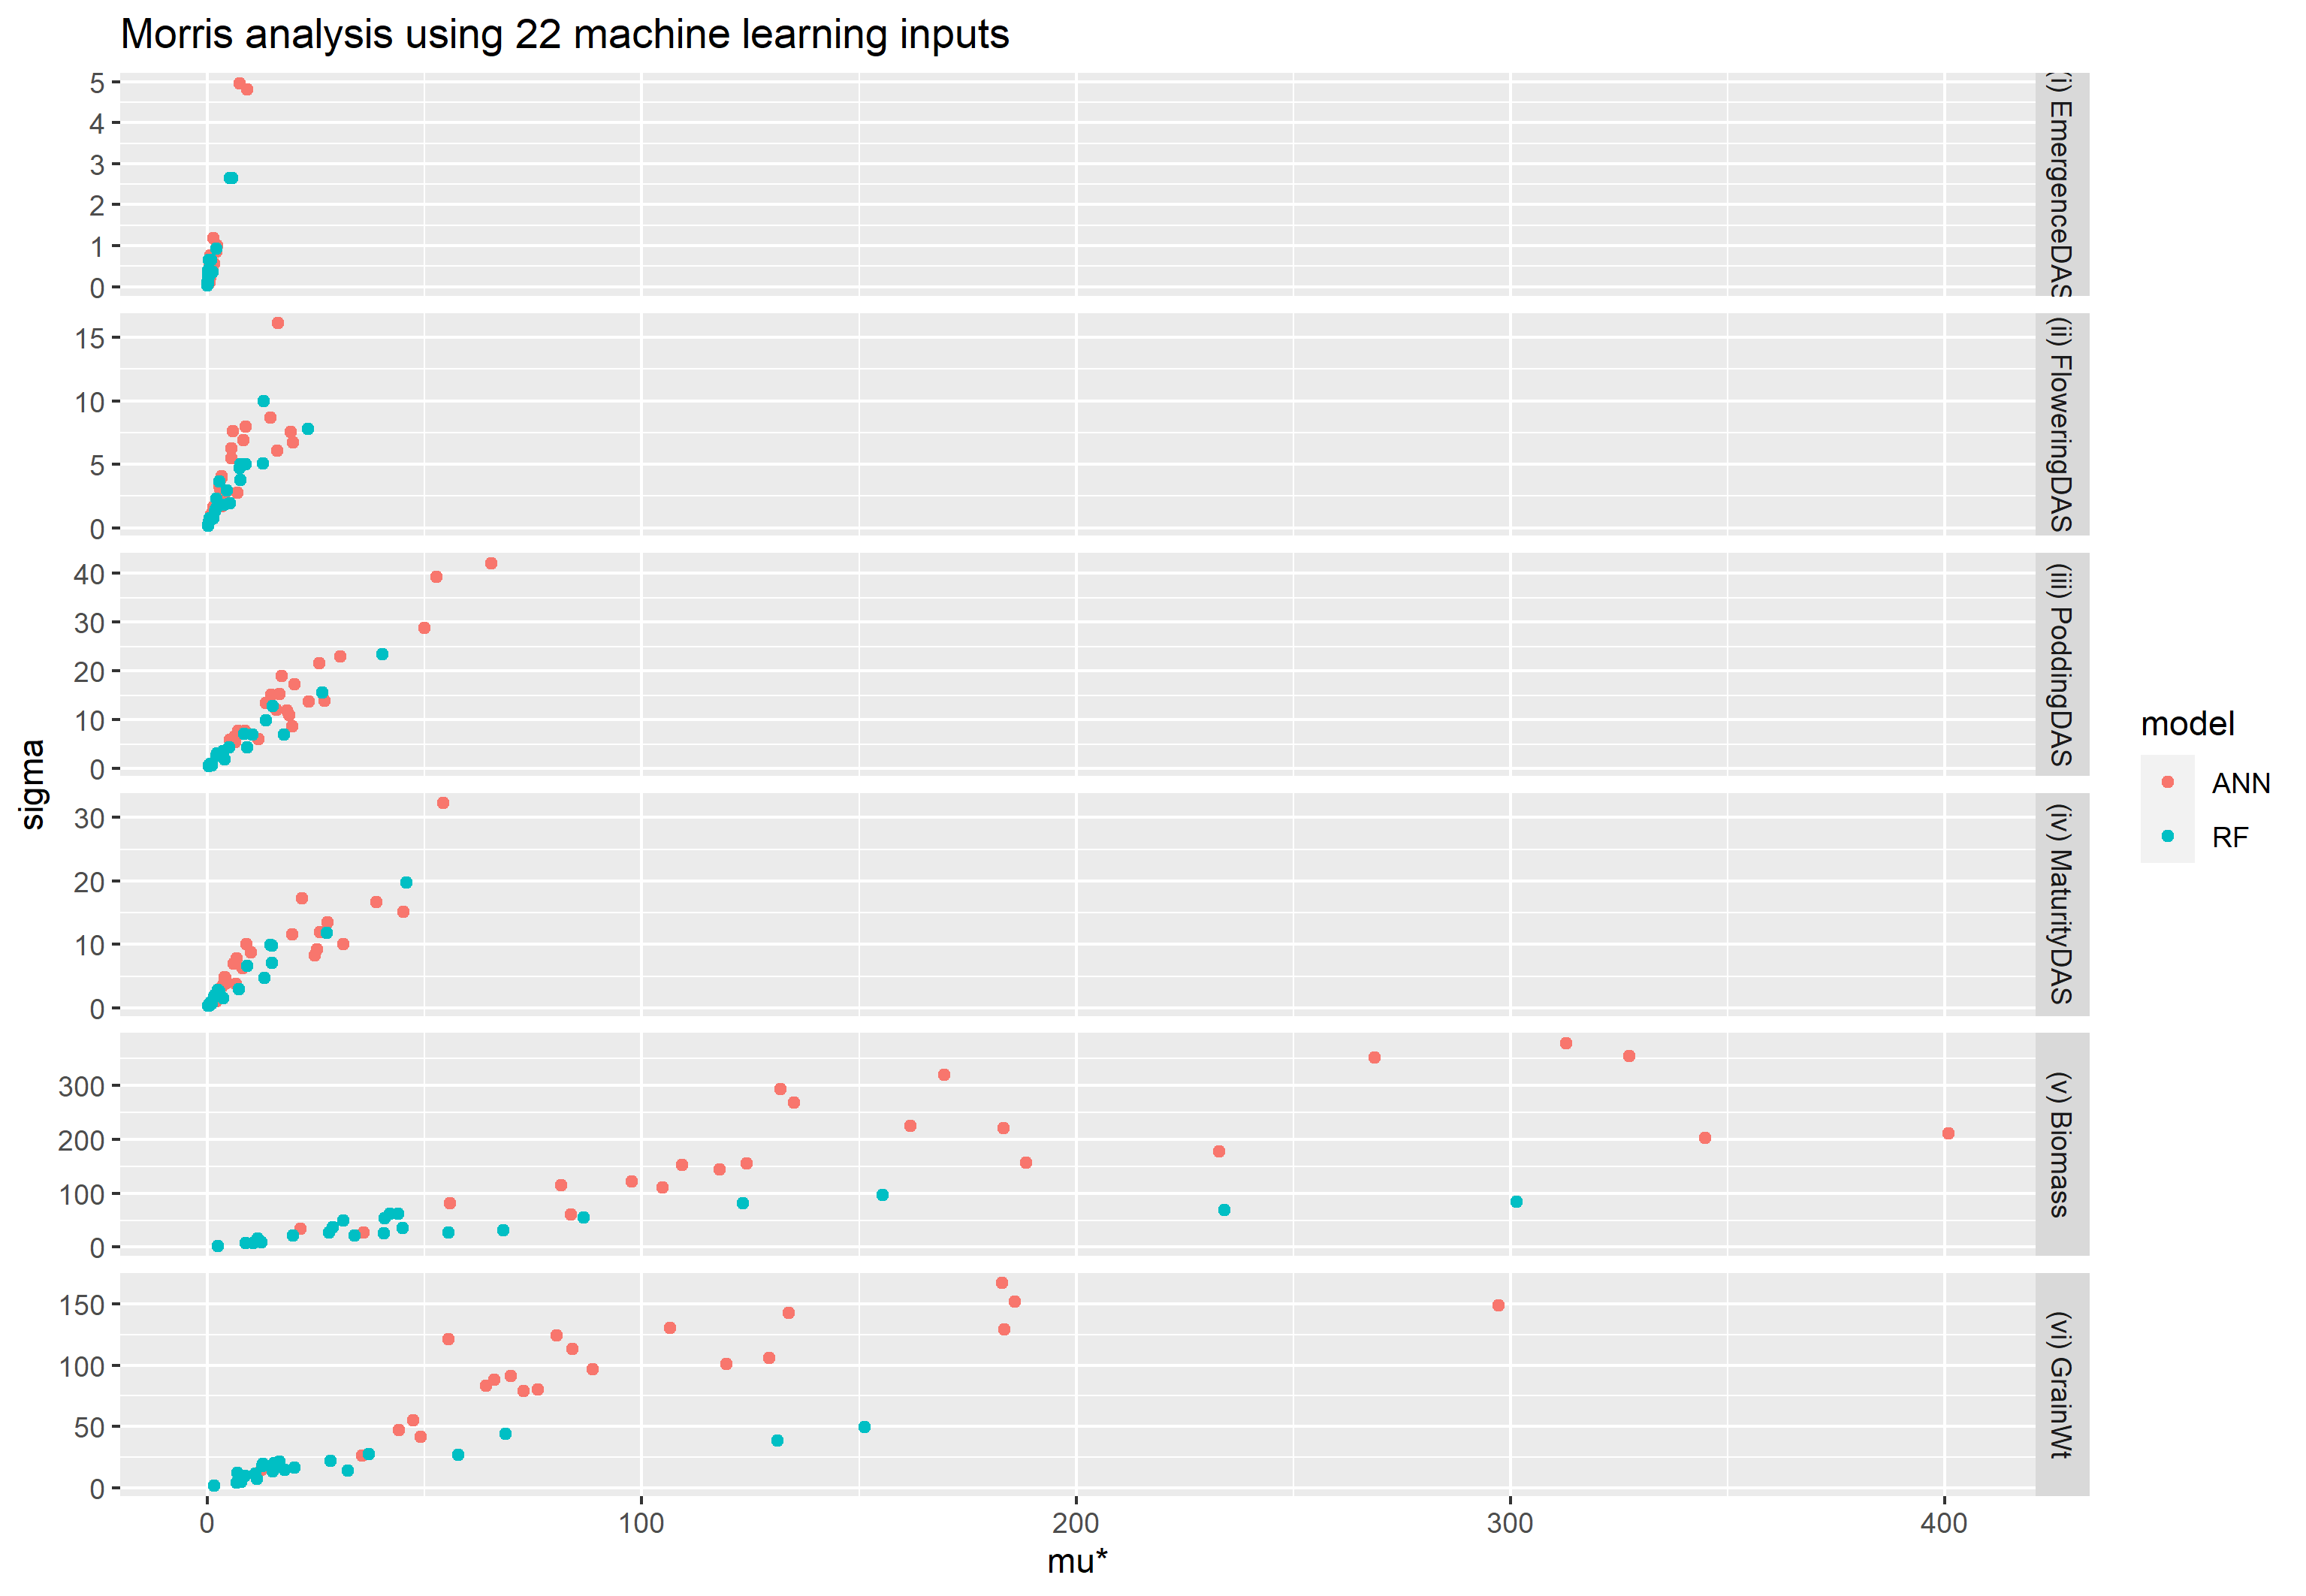 Morris analysis using 22 machine learning inputs
5
4
3
2
1
0
(i) EmergenceDAS
15
10
5
0
(ii) FloweringDAS
40
30
20
10
0
(iii) PoddingDAS
30
20
10
0
(iv) MaturityDAS
300
200
100
0
(v) Biomass
150
100
50
0
(vi) GrainWt
0 100 200 300 400
mu*
sigma
model
ANN
RF